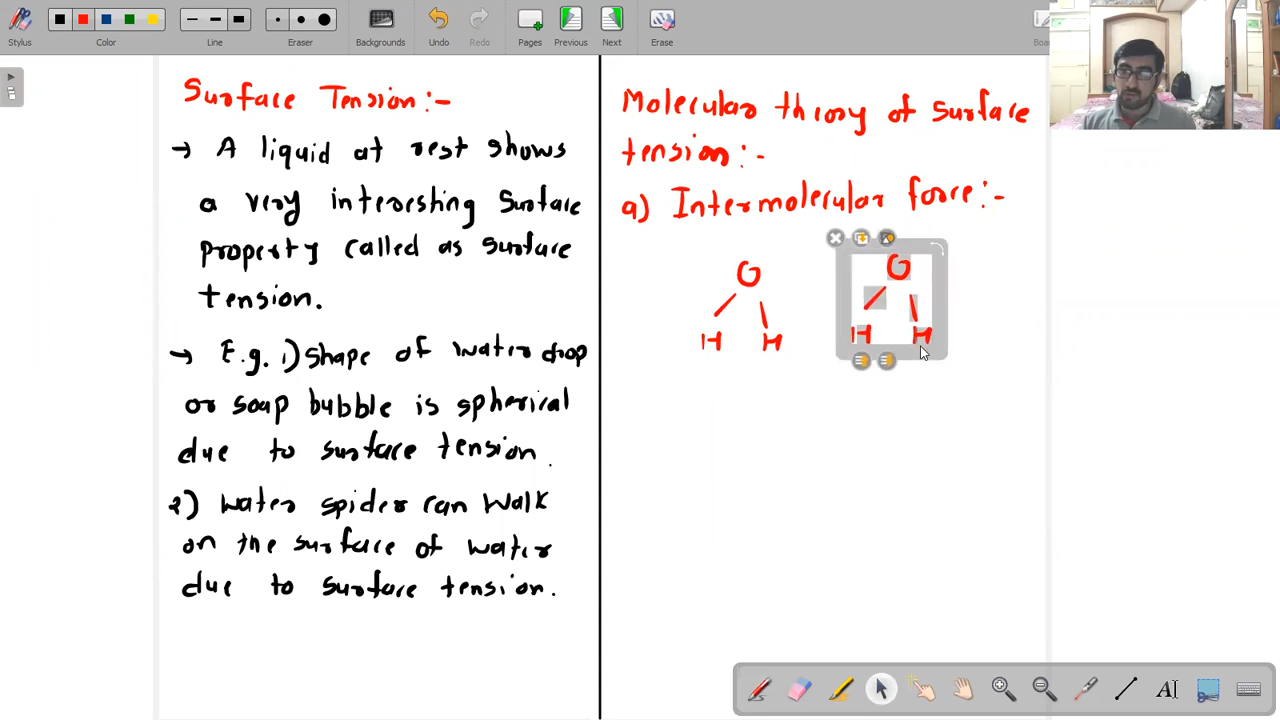 Stylus
Color
Line
Eraser
Backgrounds
Undo
Redo
Pages
Previous
Next
Erase
Boar
Surface Tension:-
→ A liquid at rest shows
a very interesting surface
property called as surface
tension.
→ E.g. 1) shape of water drop
or soap bubble is spherical
due to surface tension.
2) water spider can walk
on the surface of water
due to surface tension.
Molecular theory of surface
tension:-
a) Intermolecular force:-
O O
H H H H
AI